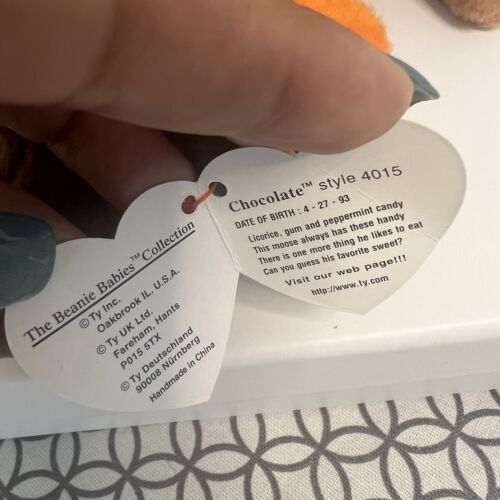 The Beanie Babies™ Collection
© Ty Inc.
Oakbrook IL. U.S.A.
© Ty UK Ltd.
Fareham, Hants
P015 5TX
© Ty Deutschland
90008 Nürnberg
Handmade in China
Chocolate™ style 4015
DATE OF BIRTH : 4 - 27 - 93
Licorice, gum and peppermint candy
This moose always has these handy
There is one more thing he likes to eat
Can you guess his favorite sweet?
Visit our web page!!!
http://www.ty.com